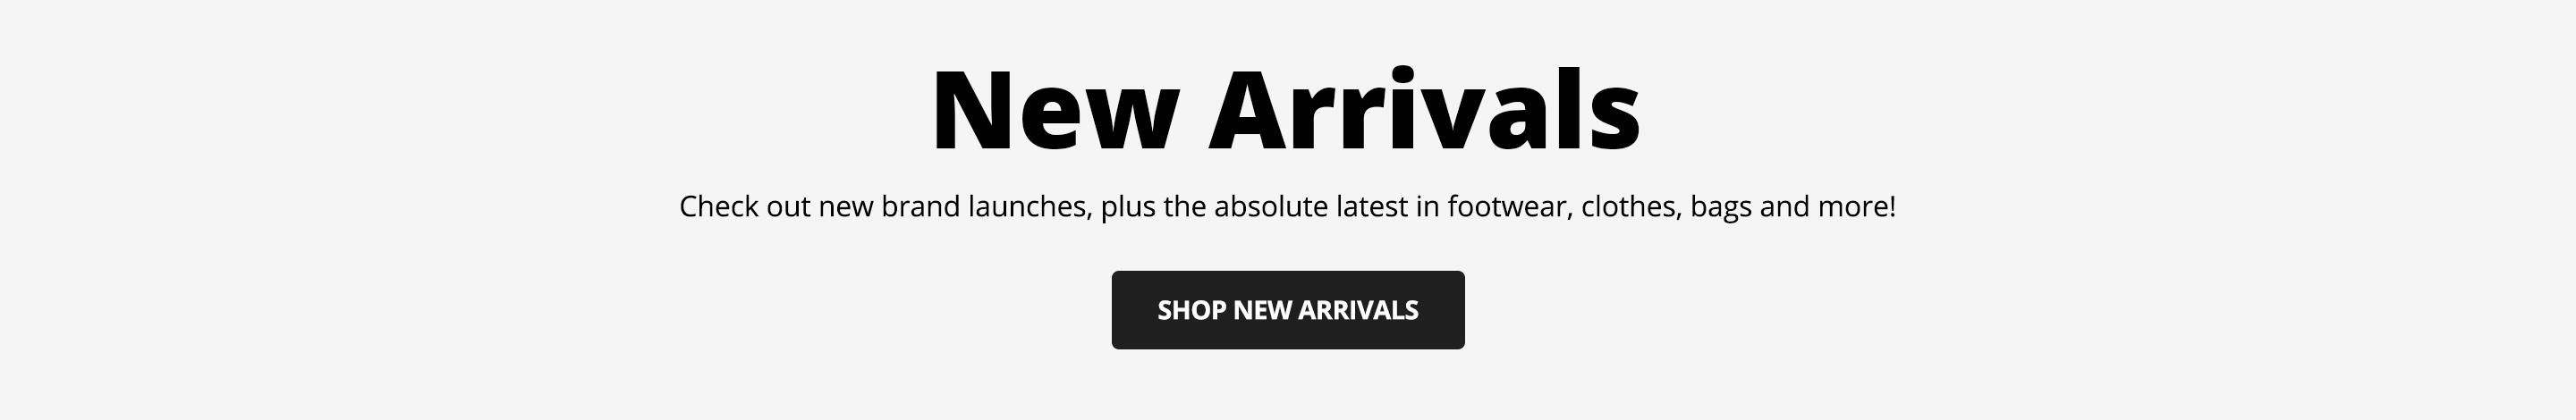 New Arrivals
Check out new brand launches, plus the absolute latest in footwear, clothes, bags and more!
SHOP NEW ARRIVALS